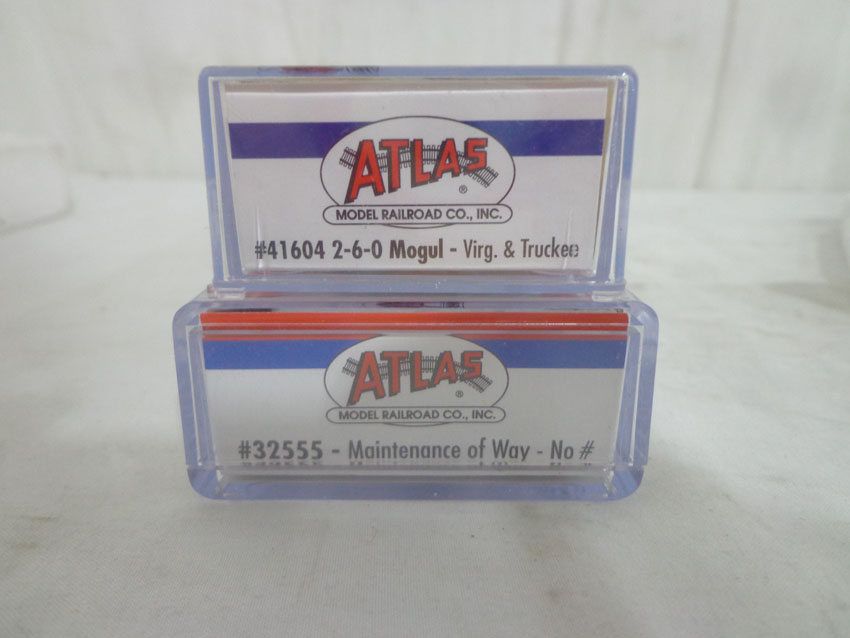 ATLAS
®
MODEL RAILROAD CO., INC.
#41604 2-6-0 Mogul - Virg. & Truckee
ATLAS
®
MODEL RAILROAD CO., INC.
#32555 - Maintenance of Way - No #